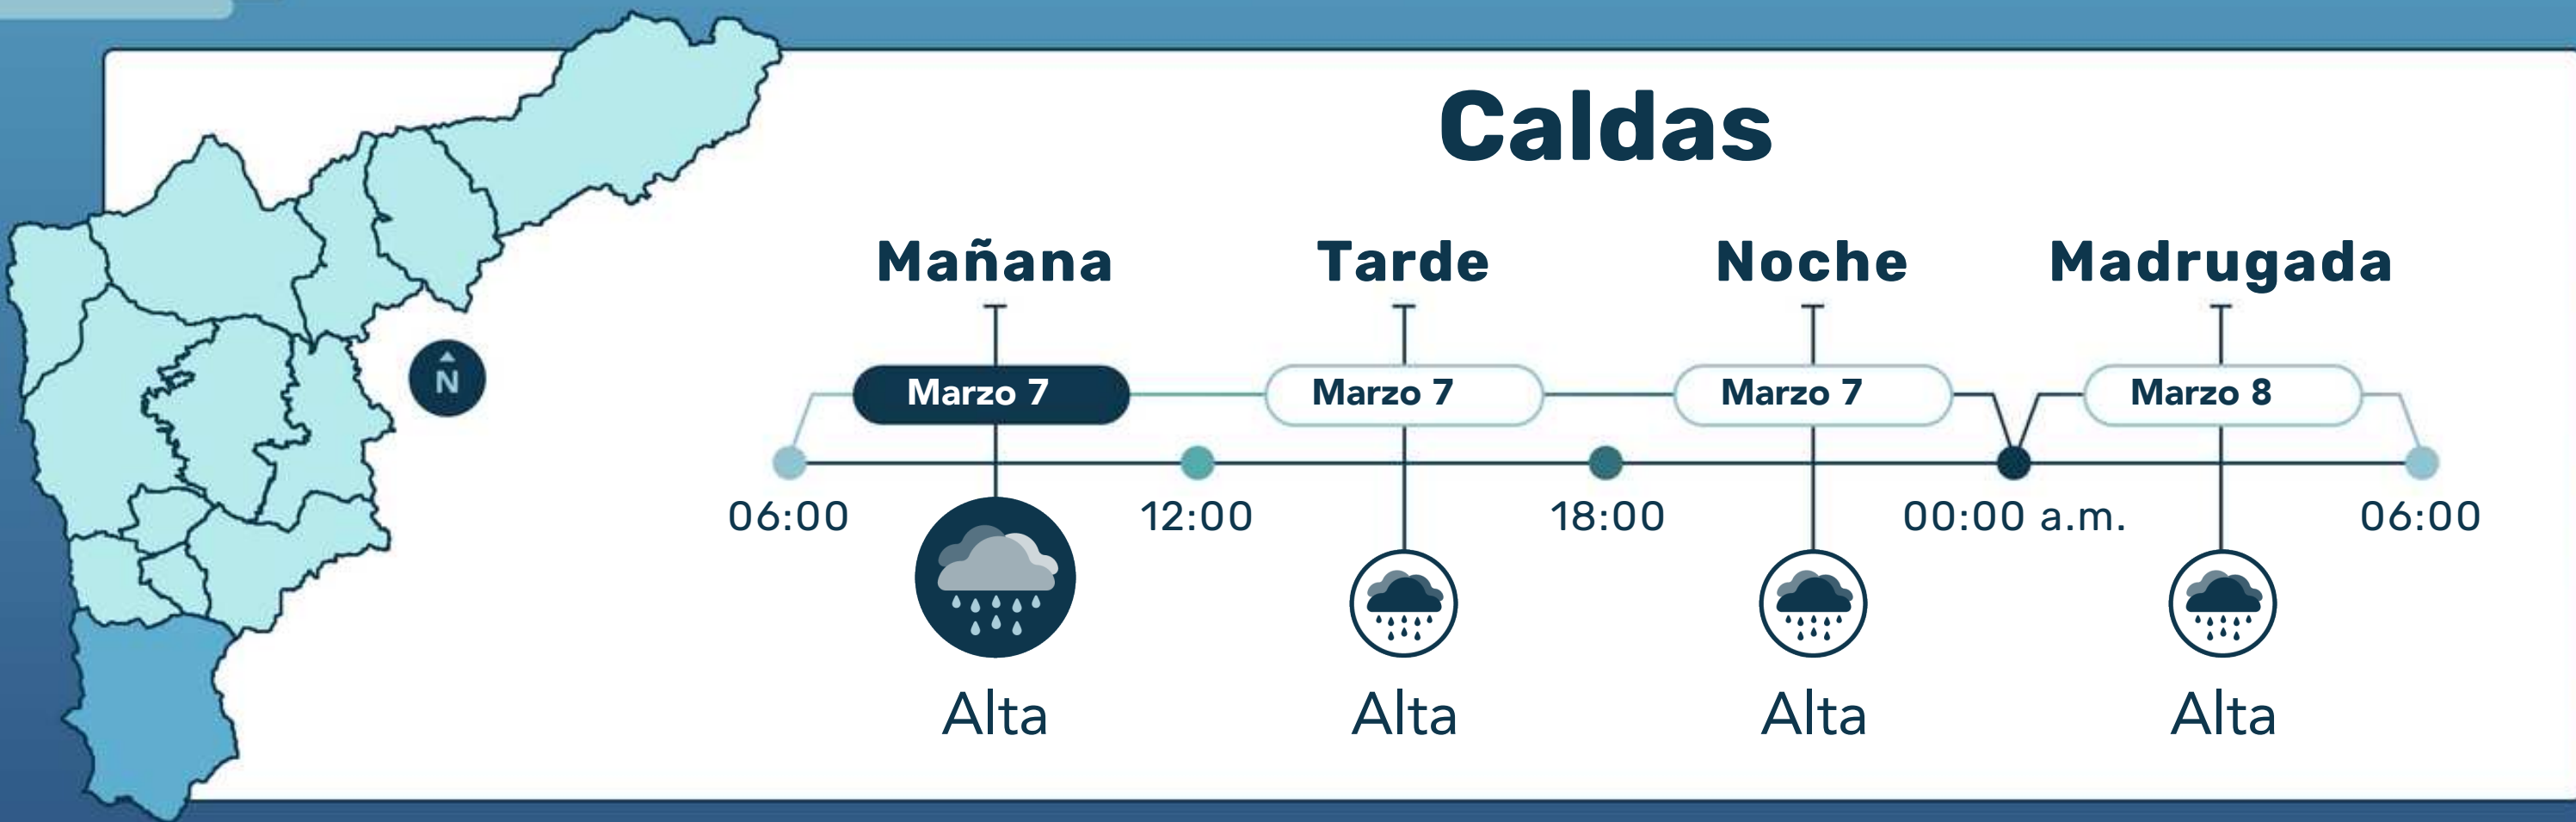 Caldas
Mañana Tarde Noche Madrugada
Marzo 7 Marzo 7 Marzo 7 Marzo 8
N
06:00 12:00 18:00 00:00 a.m. 06:00
Alta Alta Alta Alta